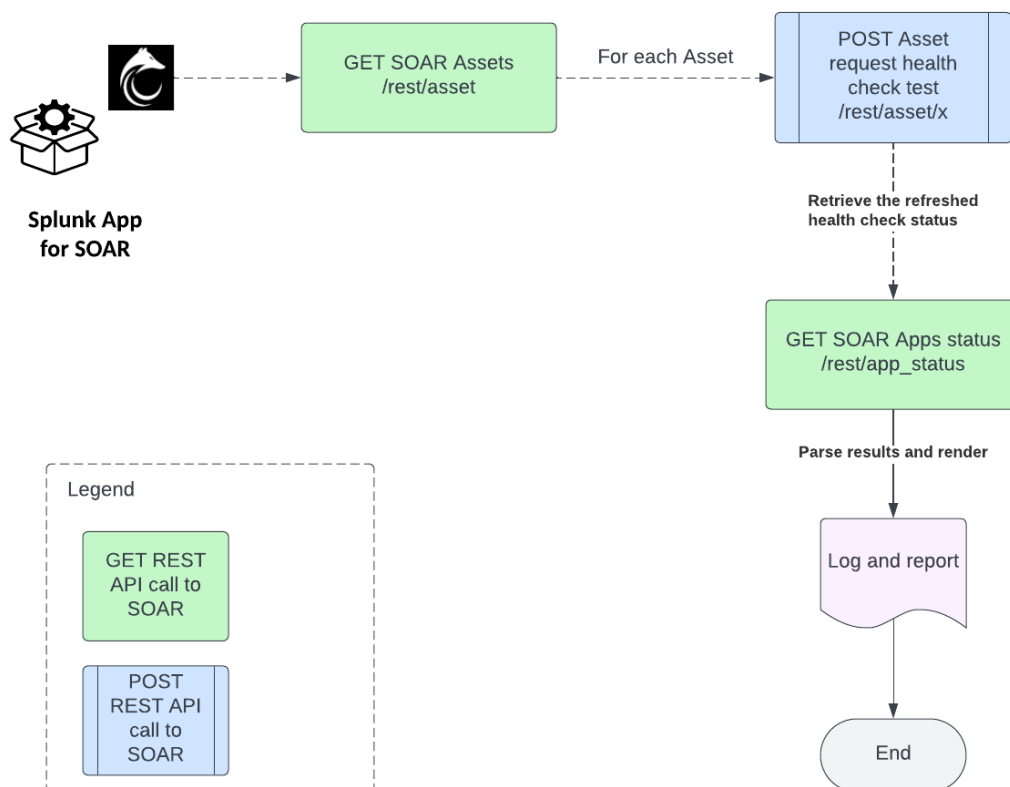 GET SOAR Assets
/rest/asset
For each Asset
POST Asset
request health
check test
/rest/asset/x
Splunk App
for SOAR
Retrieve the refreshed
health check status
GET SOAR Apps status
/rest/app_status
Parse results and render
Log and report
End
Legend
GET REST
API call to
SOAR
POST
REST API
call to
SOAR